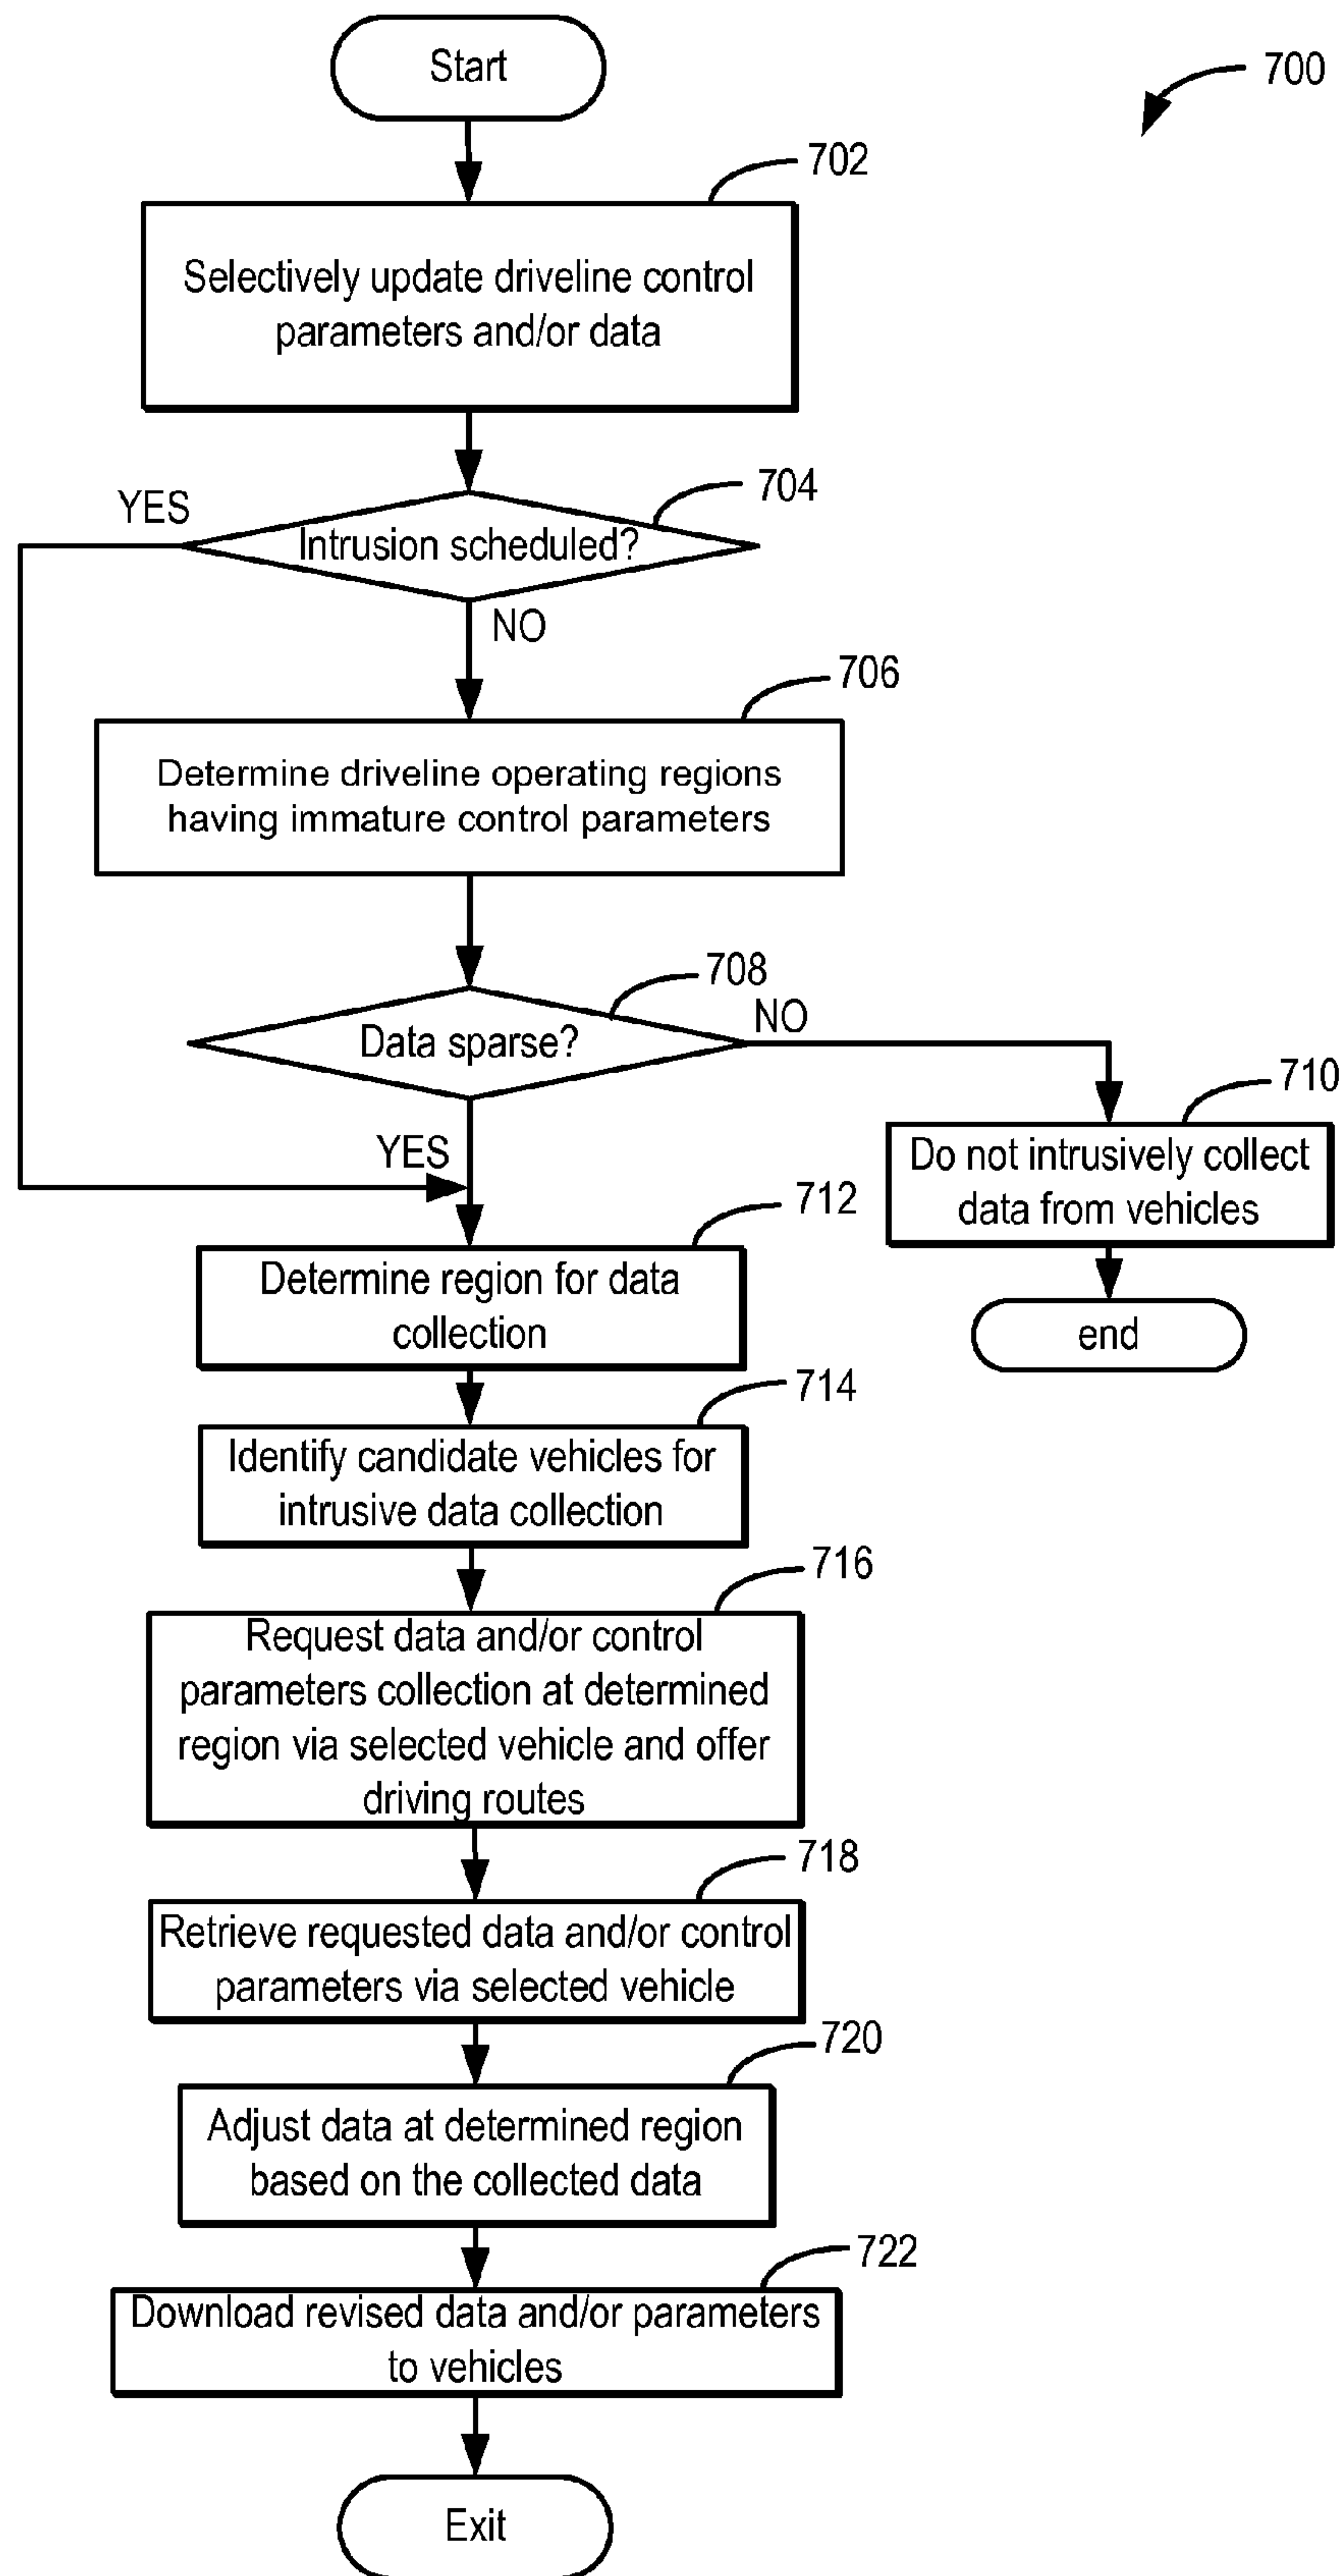 Start
700
702
Selectively update driveline control
parameters and/or data
704
YES
Intrusion scheduled?
NO
706
Determine driveline operating regions
having immature control parameters
708
Data sparse?
NO
710
Do not intrusively collect
data from vehicles
end
YES
712
Determine region for data
collection
714
Identify candidate vehicles for
intrusive data collection
716
Request data and/or control
parameters collection at determined
region via selected vehicle and offer
driving routes
718
Retrieve requested data and/or control
parameters via selected vehicle
720
Adjust data at determined region
based on the collected data
722
Download revised data and/or parameters
to vehicles
Exit